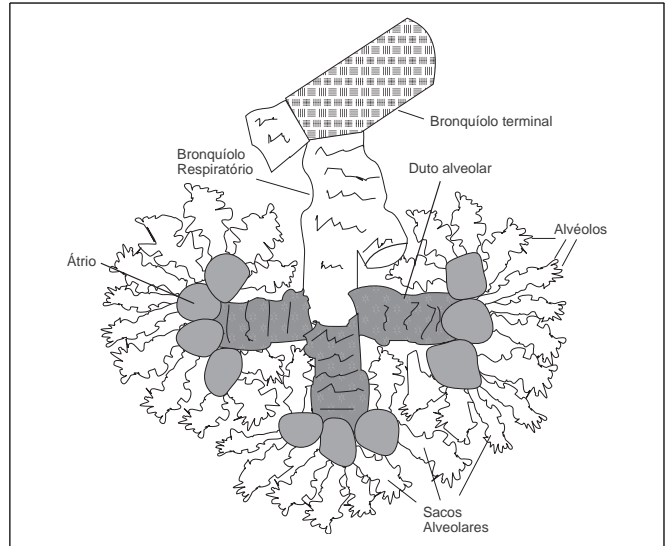 Bronquíolo terminal
Bronquíolo
Respiratório
Duto alveolar
Alvéolos
Átrio
Sacos
Alveolares